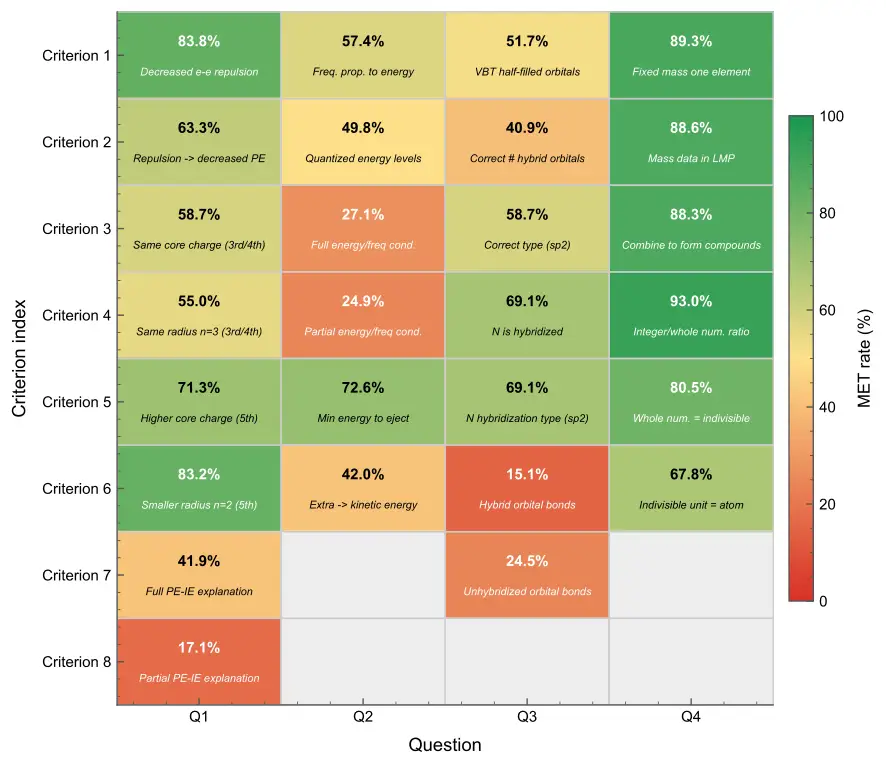 Criterion 1
83.8%
Decreased e-e repulsion
57.4%
Freq. prop. to energy
51.7%
VBT half-filled orbitals
89.3%
Fixed mass one element
Criterion 2
63.3%
Repulsion -> decreased PE
49.8%
Quantized energy levels
40.9%
Correct # hybrid orbitals
88.6%
Mass data in LMP
Criterion 3
58.7%
Same core charge (3rd/4th)
27.1%
Full energy/freq cond.
58.7%
Correct type (sp2)
88.3%
Combine to form compounds
Criterion 4
55.0%
Same radius n=3 (3rd/4th)
24.9%
Partial energy/freq cond.
69.1%
N is hybridized
93.0%
Integer/whole num. ratio
Criterion 5
71.3%
Higher core charge (5th)
72.6%
Min energy to eject
69.1%
N hybridization type (sp2)
80.5%
Whole num. = indivisible
Criterion 6
83.2%
Smaller radius n=2 (5th)
42.0%
Extra -> kinetic energy
15.1%
Hybrid orbital bonds
67.8%
Indivisible unit = atom
Criterion 7
41.9%
Full PE-IE explanation
24.5%
Unhybridized orbital bonds
Criterion 8
17.1%
Partial PE-IE explanation
Q1
Q2
Q3
Q4
Question
Criterion index
100
80
60
40
20
0
MET rate (%)